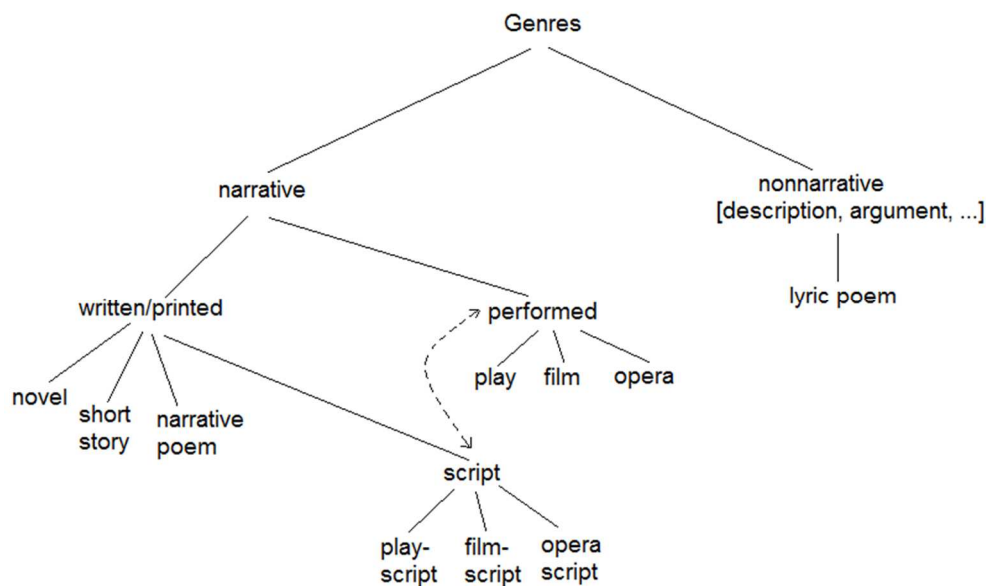 Genres
narrative
nonnarrative
[description, argument, ...]
written/printed
performed
lyric poem
novel
short
story
narrative
poem
play
film
opera
script
play-
script
film-
script
opera
script